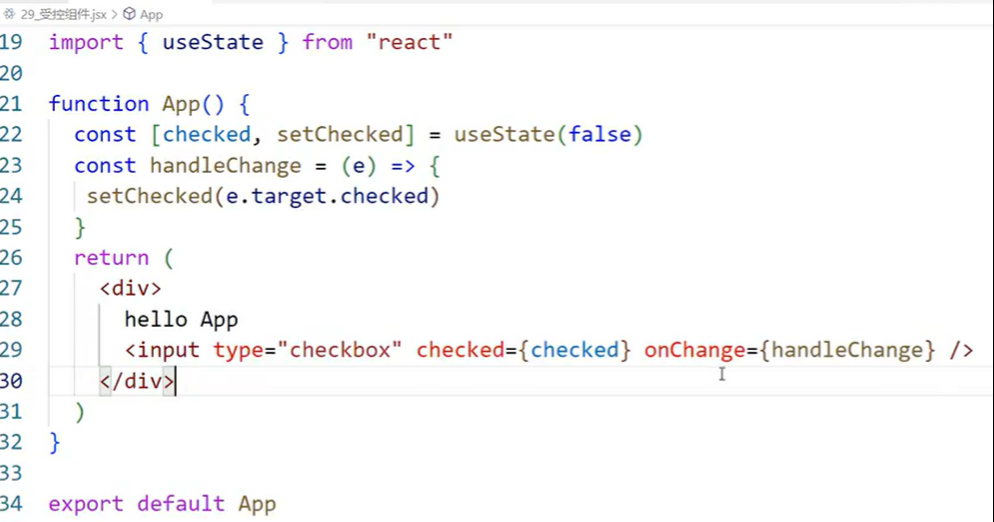 29_受控组件.jsx > App
19 import { useState } from "react"
20
21 function App() {
22 const [checked, setChecked] = useState(false)
23 const handleChange = (e) => {
24 setChecked(e.target.checked)
25 }
26 return (
27 <div>
28 hello App
29 <input type="checkbox" checked={checked} onChange={handleChange} />
30 </div>
31 )
32 }
33
34 export default App